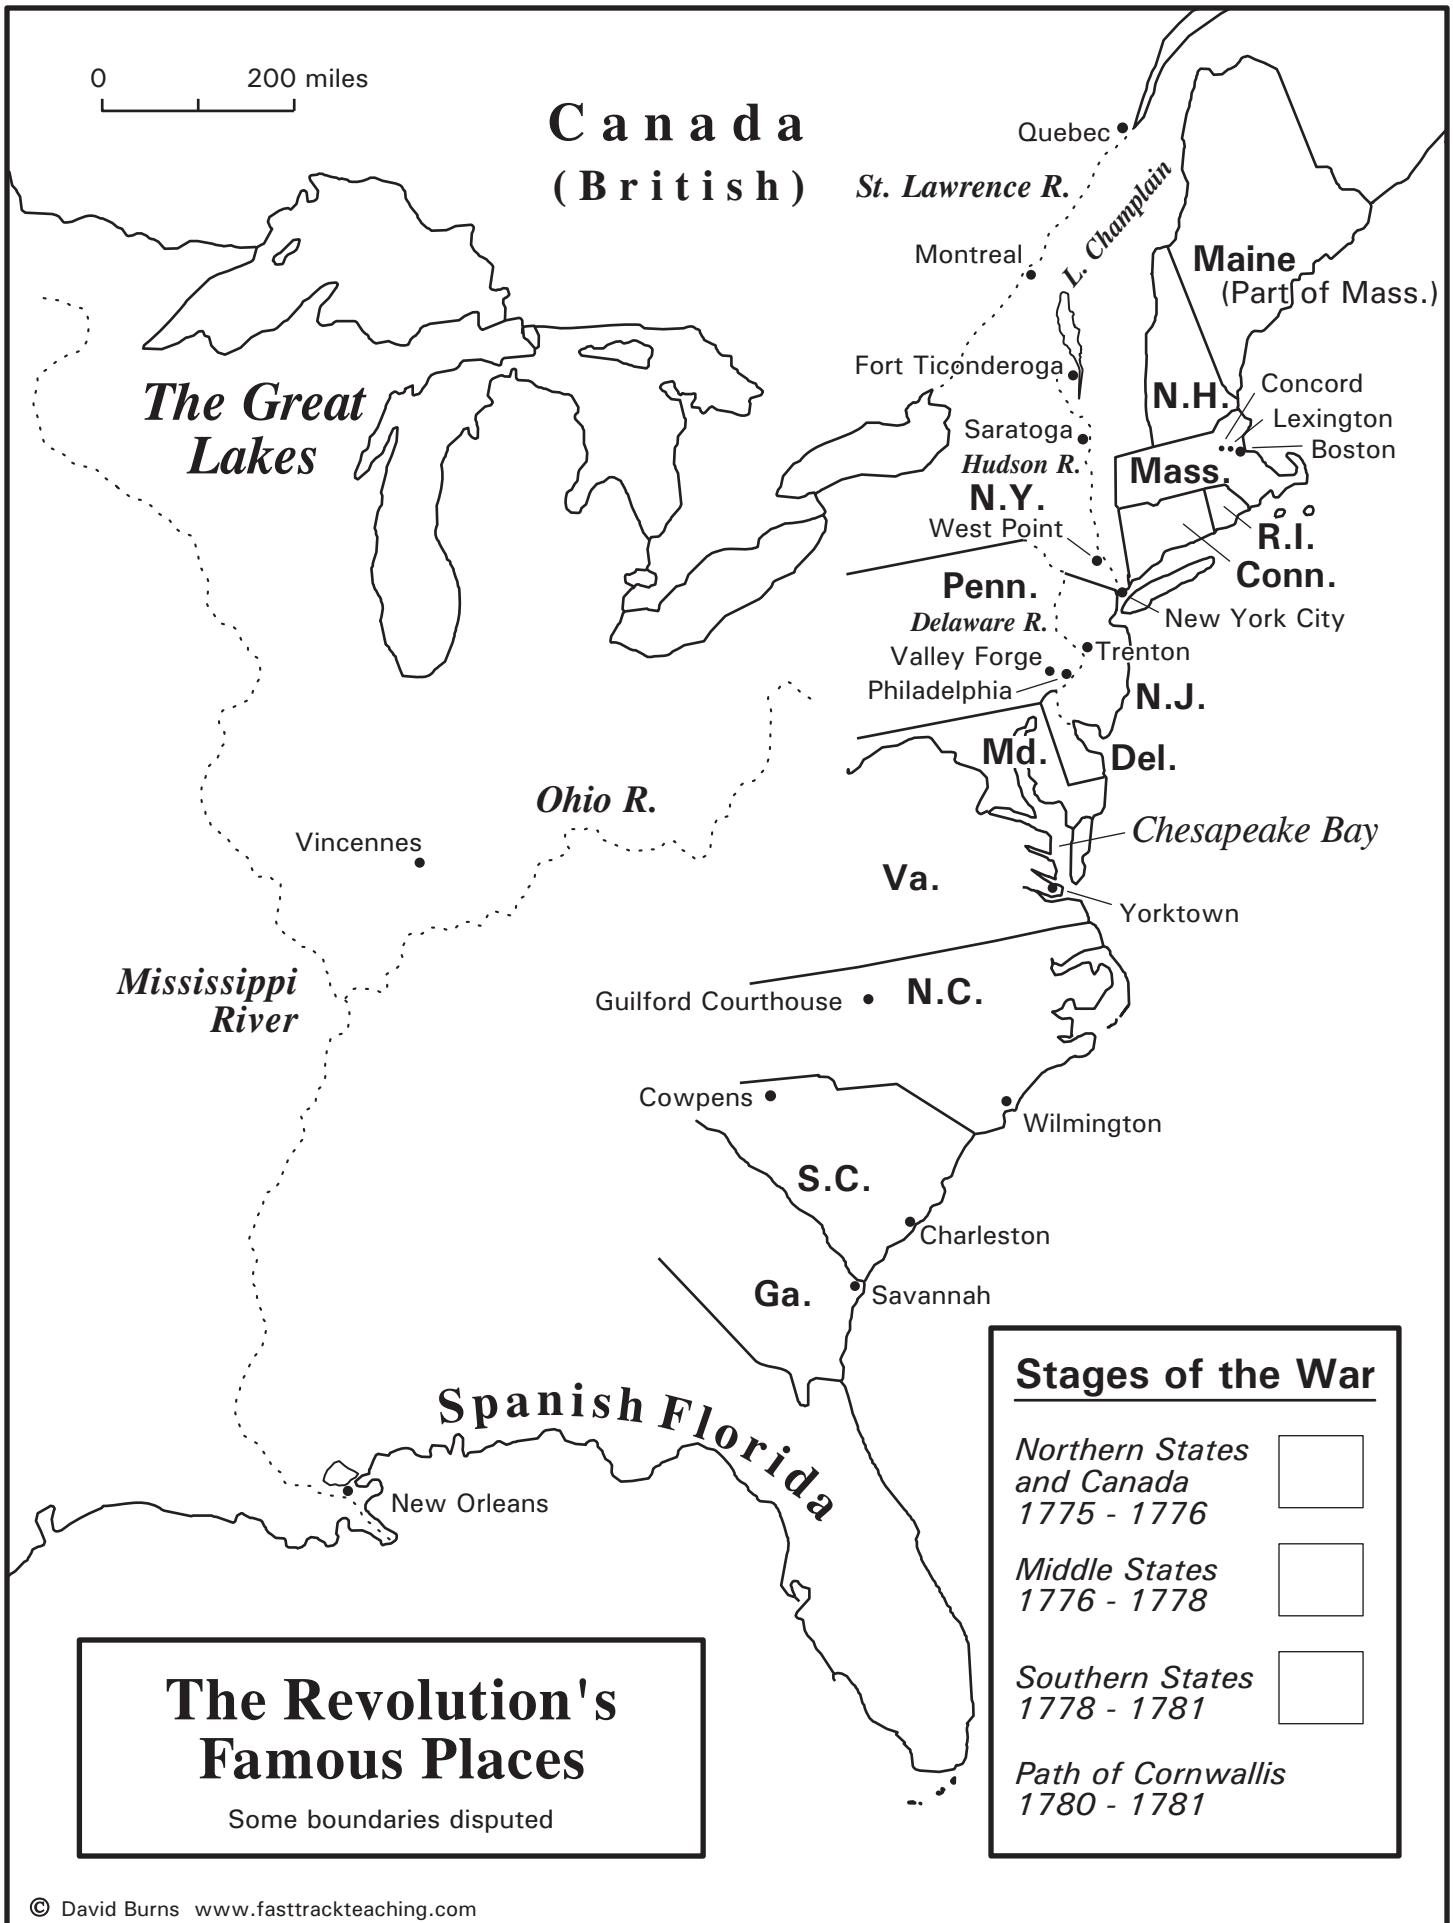 0 200 miles
Canada
(British)
Quebec
St. Lawrence R.
L. Champlain
Montreal
Maine
(Part of Mass.)
Fort Ticonderoga
The Great
Lakes
N.H.
Concord
Lexington
Boston
Saratoga
Hudson R.
Mass.
N.Y.
West Point
R.I.
Conn.
Penn.
New York City
Delaware R.
Trenton
Valley Forge
Philadelphia
N.J.
Md.
Del.
Ohio R.
Chesapeake Bay
Vincennes
Va.
Yorktown
Mississippi
River
Guilford Courthouse
N.C.
Cowpens
Wilmington
S.C.
Charleston
Ga.
Savannah
Spanish Florida
New Orleans
Stages of the War
Northern States
and Canada
1775 - 1776
Middle States
1776 - 1778
Southern States
1778 - 1781
Path of Cornwallis
1780 - 1781
The Revolution's
Famous Places
Some boundaries disputed
© David Burns www.fasttrackteaching.com